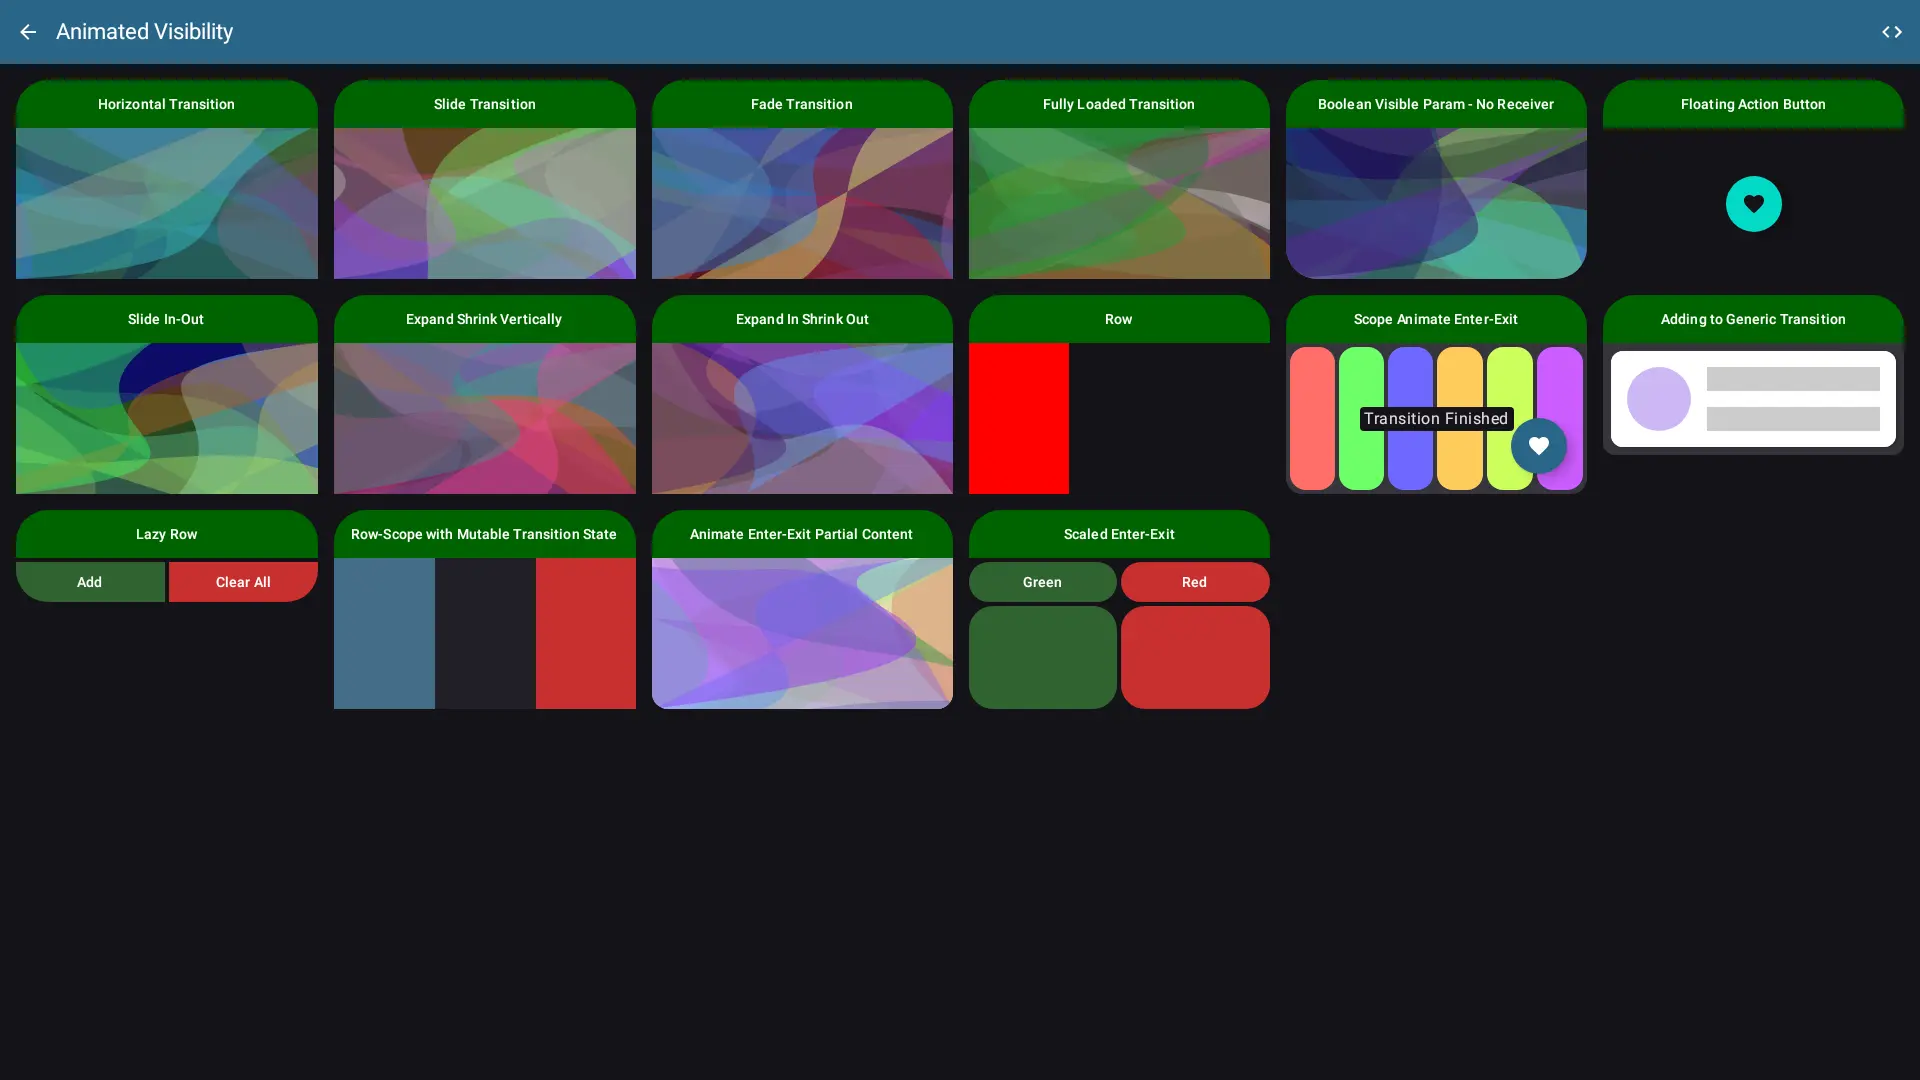 Animated Visibility
Horizontal Transition
Slide Transition
Fade Transition
Fully Loaded Transition
Boolean Visible Param - No Receiver
Floating Action Button
Slide In-Out
Expand Shrink Vertically
Expand In Shrink Out
Row
Scope Animate Enter-Exit
Transition Finished
Adding to Generic Transition
Lazy Row
Add
Clear All
Row-Scope with Mutable Transition State
Animate Enter-Exit Partial Content
Scaled Enter-Exit
Green
Red